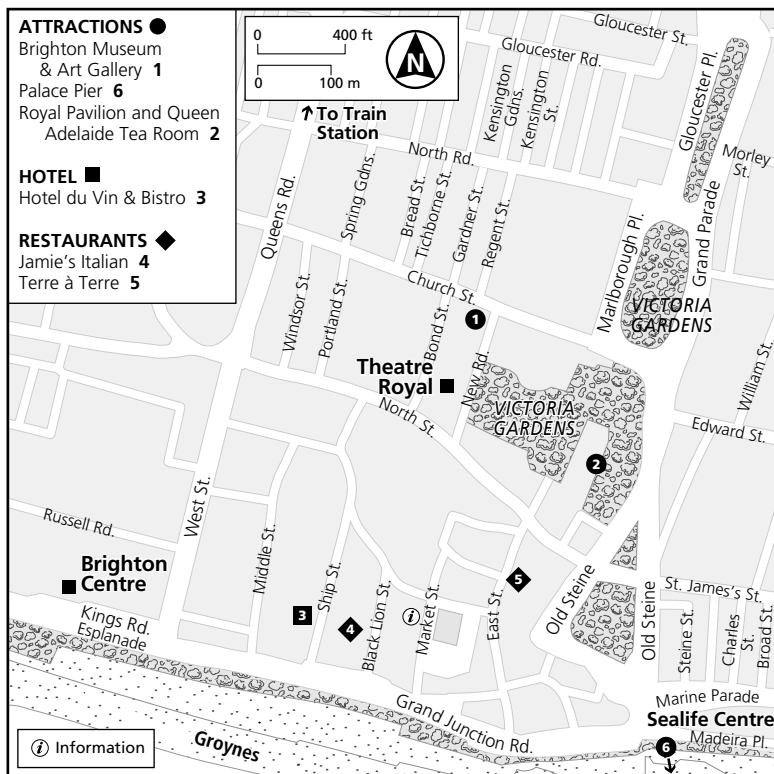 ATTRACTIONS
Brighton Museum
& Art Gallery 1
Palace Pier 6
Royal Pavilion and Queen
Adelaide Tea Room 2
HOTEL
Hotel du Vin & Bistro 3
RESTAURANTS
Jamie's Italian 4
Terre à Terre 5
0 400 ft
0 100 m
N
To Train
Station
Gloucester St.
Gloucester Rd.
Kensington
Gdns.
Kensington
St.
Gloucester Pl.
North Rd.
Morley
St.
Queens Rd.
Spring Gdns.
Bread St.
Tichborne St.
Gardner St.
Regent St.
Marlborough Pl.
Grand Parade
Church St.
VICTORIA
GARDENS
Windsor St.
Portland St.
Bond St.
1
New Rd.
Theatre
Royal
North St.
VICTORIA
GARDENS
William St.
Edward St.
2
West St.
Russell Rd.
Brighton
Centre
Middle St.
Ship St.
3
4
Black Lion St.
i
Market St.
East St.
5
Old Steine
Old Steine
St. James's St.
Steine St.
Charles
St.
Broad St.
Kings Rd.
Esplanade
Grand Junction Rd.
Marine Parade
Sealife Centre
Madeira Pl.
6
Groynes
i Information